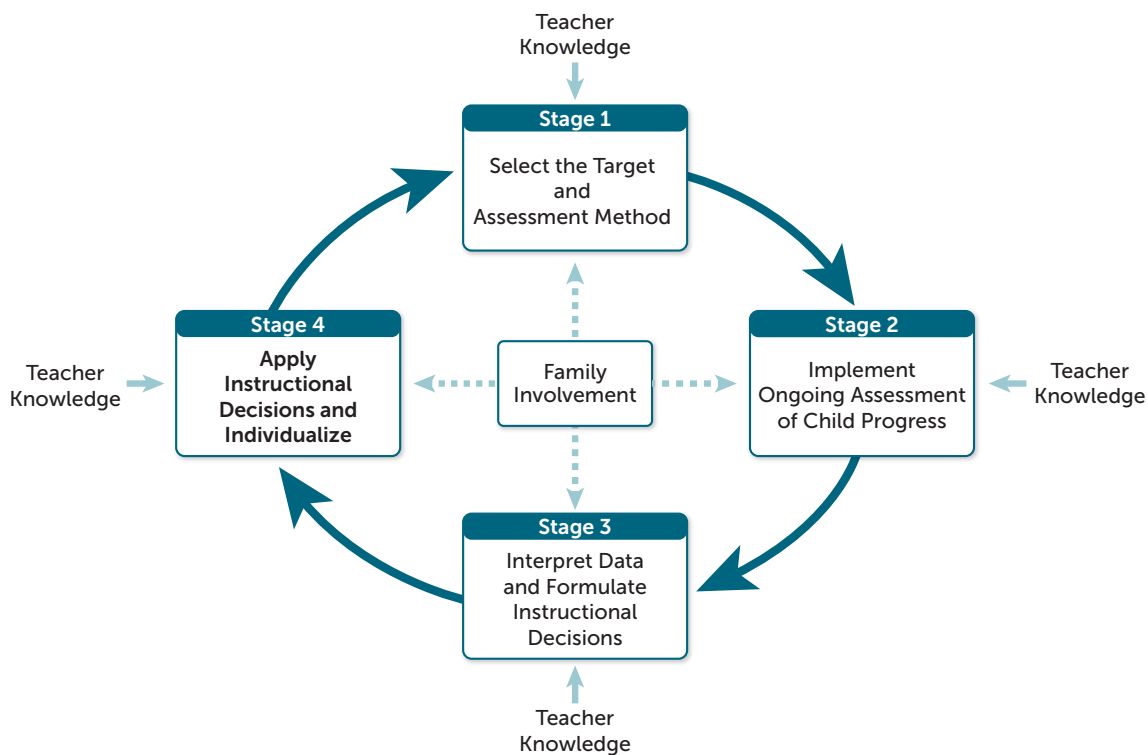 Teacher
Knowledge
Stage 1
Select the Target
and
Assessment Method
Stage 4
Apply
Instructional
Decisions and
Individualize
Teacher
Knowledge
Family
Involvement
Stage 2
Implement
Ongoing Assessment
of Child Progress
Teacher
Knowledge
Stage 3
Interpret Data
and Formulate
Instructional
Decisions
Teacher
Knowledge